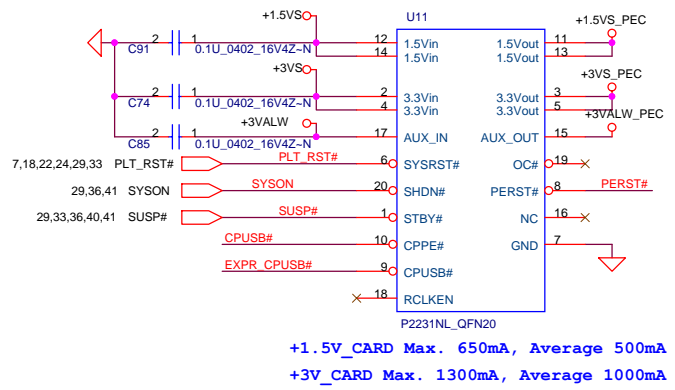 U11
+1.5VS
+1.5VS_PEC
C91 2 1 0.1U_0402_16V4Z~N
12 1.5Vin 1.5Vout 11
14 1.5Vin 1.5Vout 13
+3VS
+3VS_PEC
C74 2 1 0.1U_0402_16V4Z~N
2 3.3Vin 3.3Vout 3
4 3.3Vin 3.3Vout 5
+3VALW
+3VALW_PEC
C85 2 1 0.1U_0402_16V4Z~N
17 AUX_IN AUX_OUT 15
7,18,22,24,29,33 PLT_RST# PLT_RST# 6 SYSRST# OC# 19
29,36,41 SYSON SYSON 20 SHDN# PERST# 8 PERST#
29,33,36,40,41 SUSP# SUSP# 1 STBY# NC 16
CPUSB# 10 CPPE# GND 7
EXPR_CPUSB# 9 CPUSB#
18 RCLKEN
P2231NL_QFN20
+1.5V_CARD Max. 650mA, Average 500mA
+3V_CARD Max. 1300mA, Average 1000mA